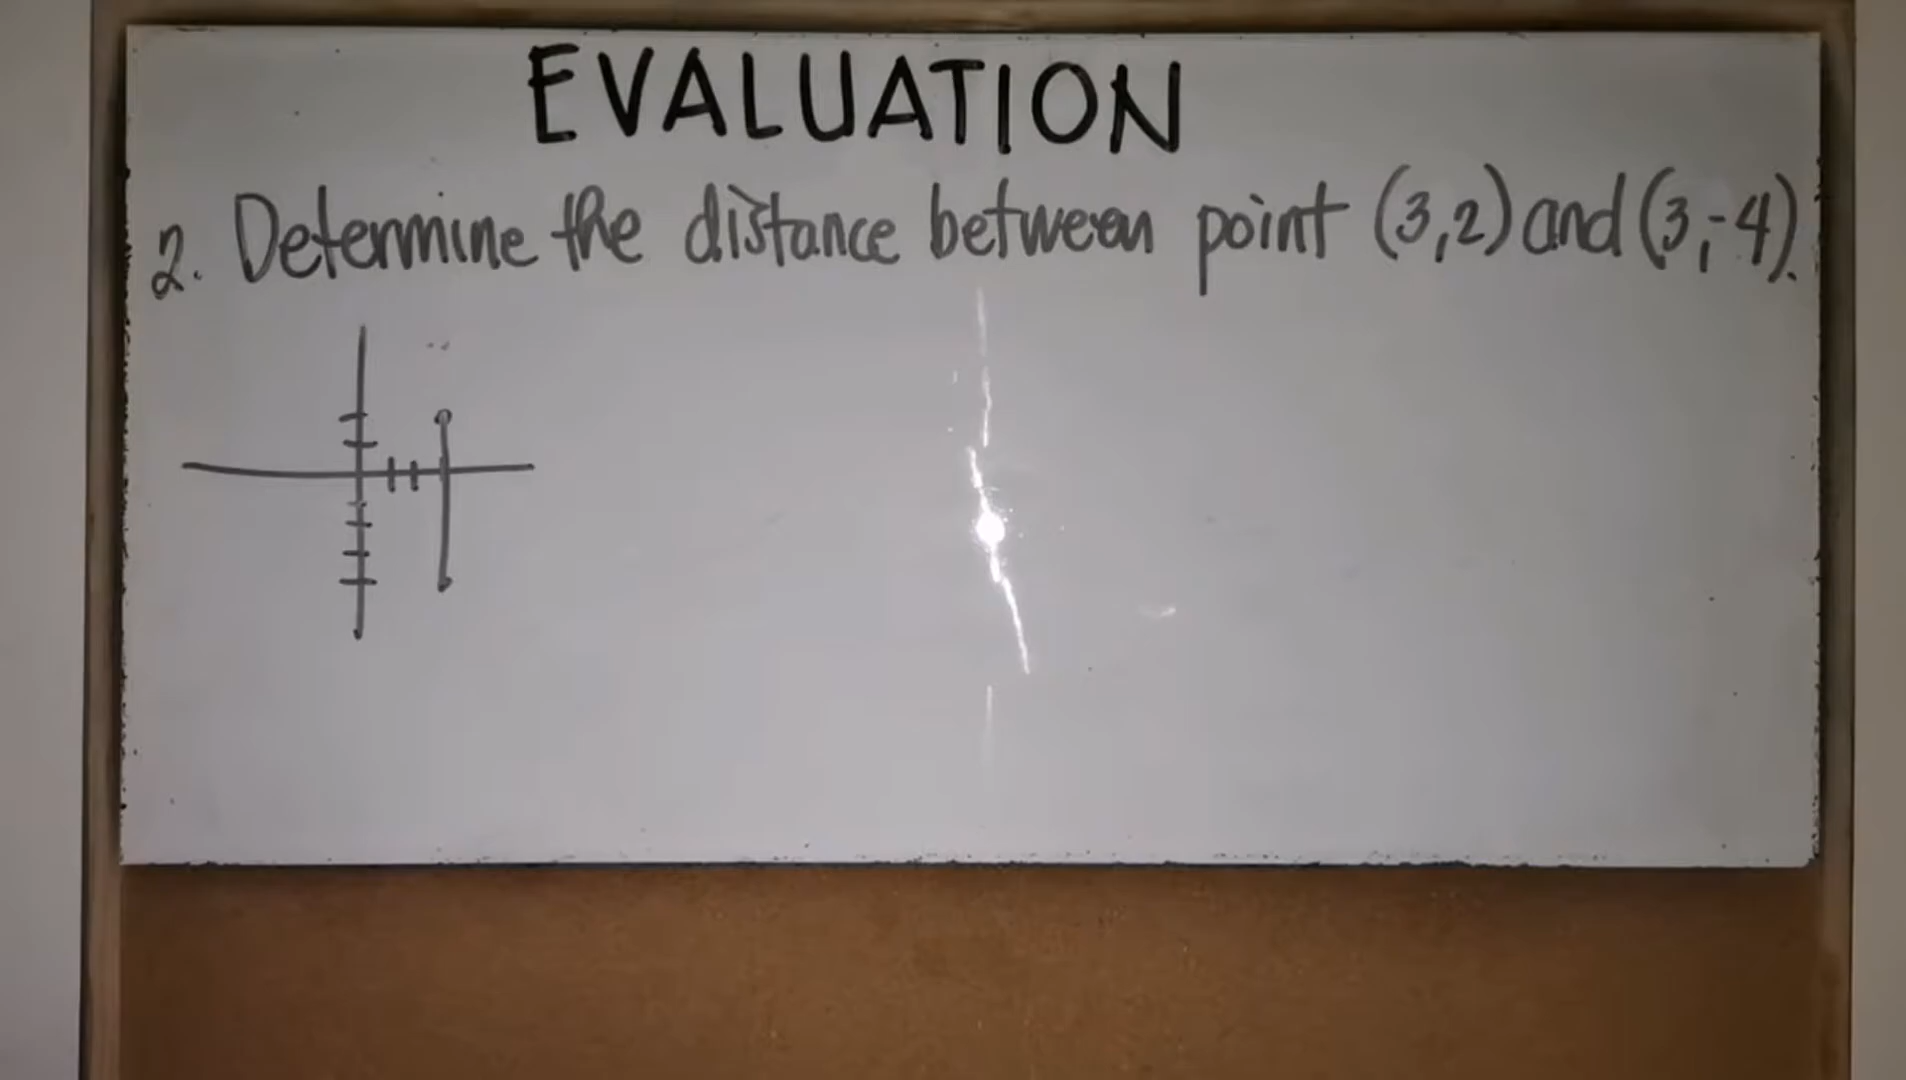 EVALUATION
2. Determine the distance between point (3,2) and (3,-4).